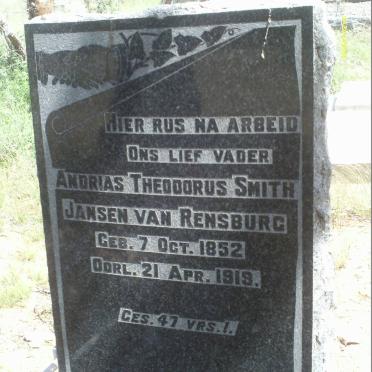 HIER RUS NA ARBEID
ONS LIEF VADER
ANDRIAS THEODORUS SMITH
JANSEN VAN RENSBURG
GEB. 7 OCT. 1852
OORL. 21 APR. 1919.
GES. 47 VRS. 1.